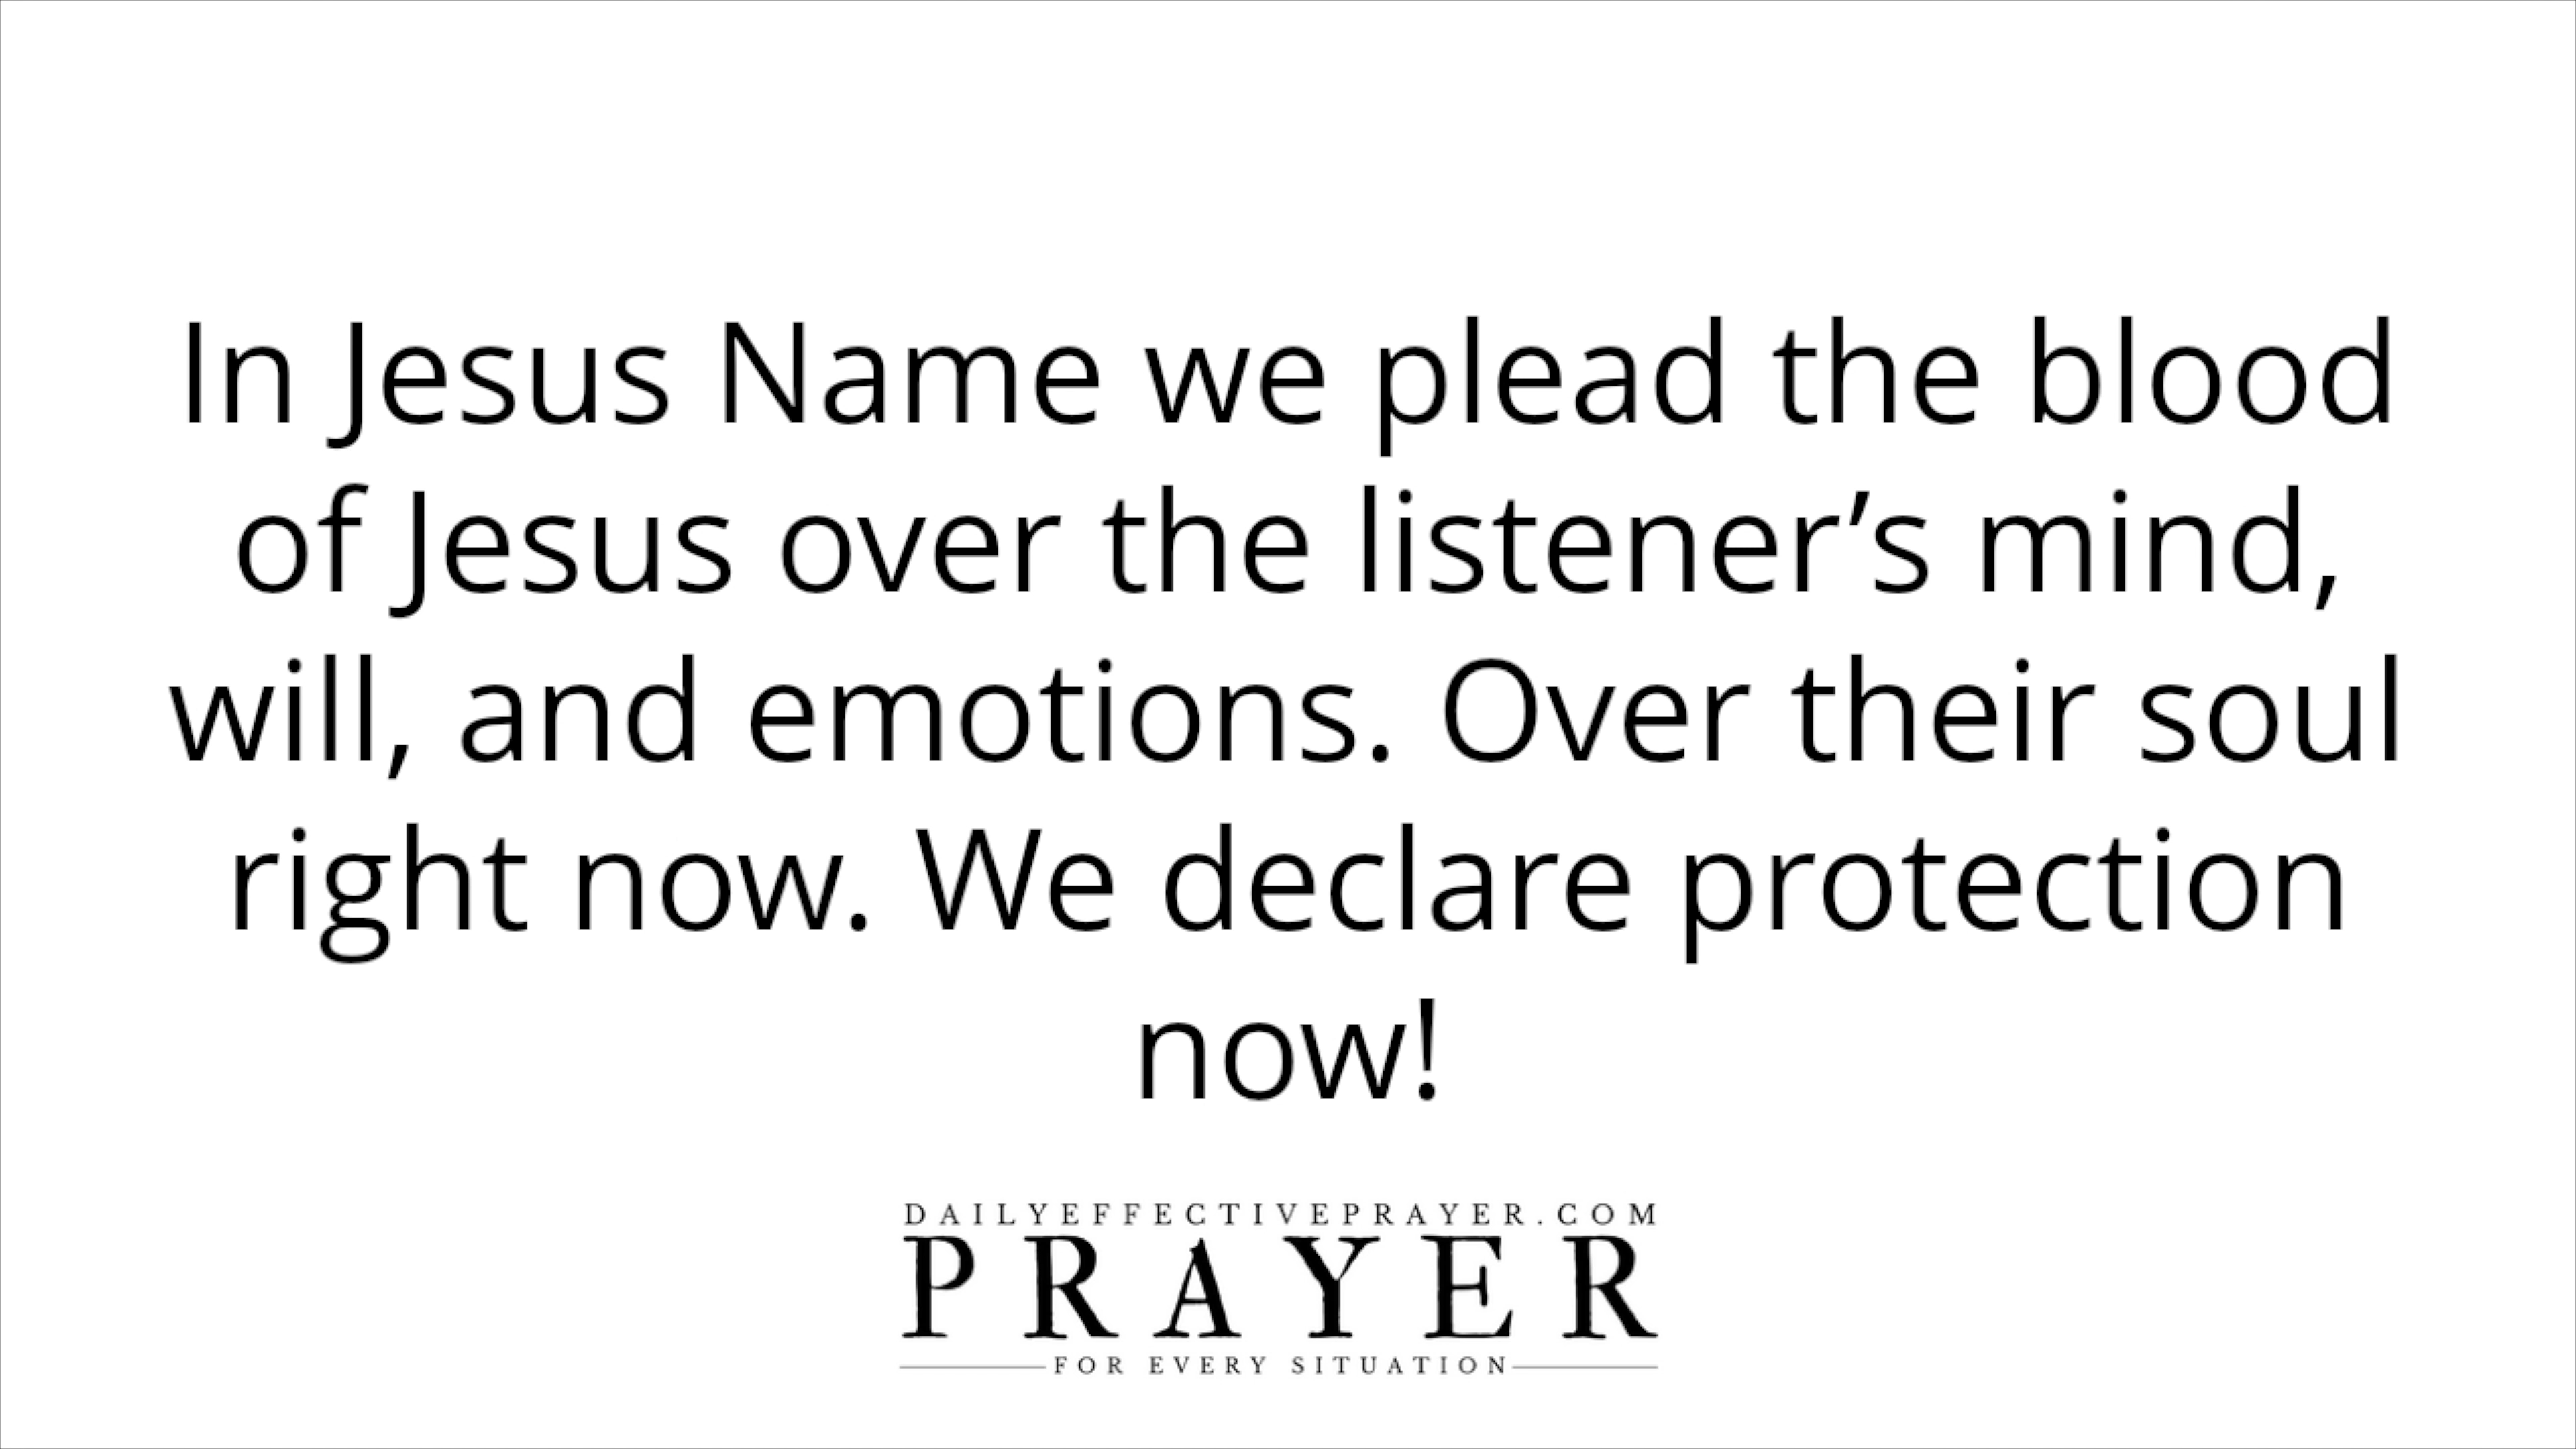 In Jesus Name we plead the blood
of Jesus over the listener’s mind,
will, and emotions. Over their soul
right now. We declare protection
now!
DAILYEFFECTIVEPRAYER.COM
PRAYER
FOR EVERY SITUATION